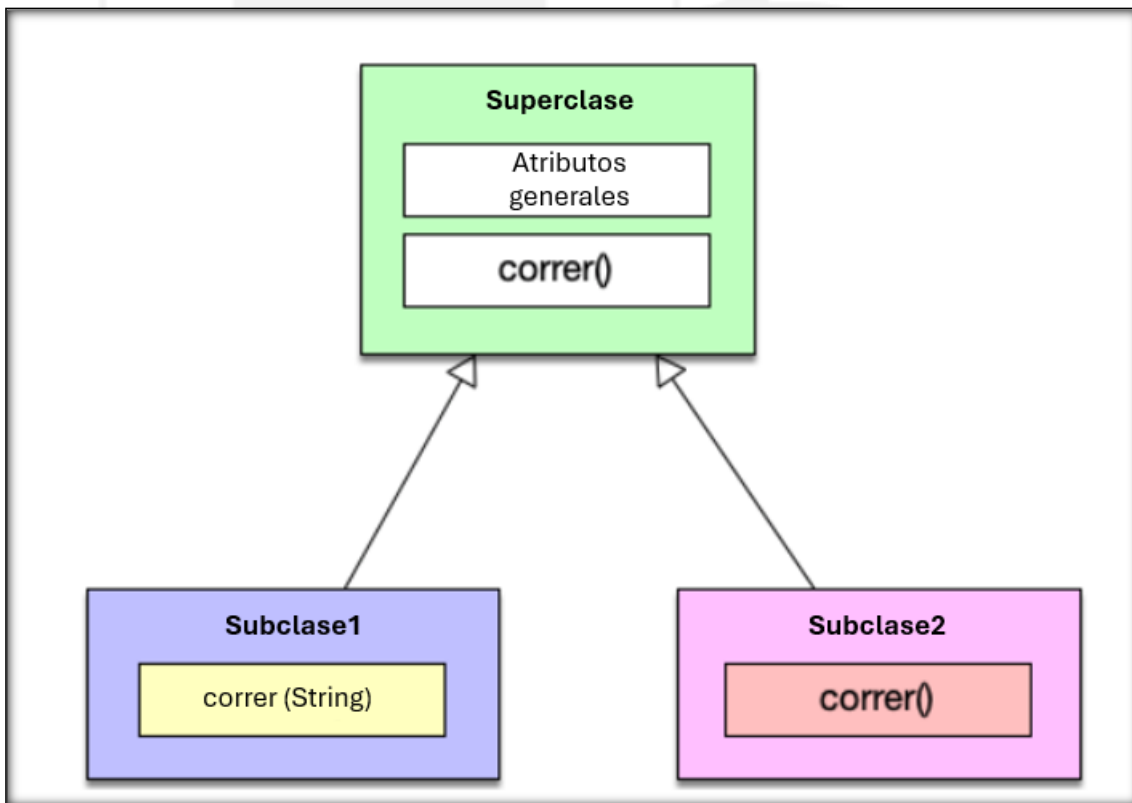 Superclase
Atributos
generales
correr()
Subclase1
correr (String)
Subclase2
correr()